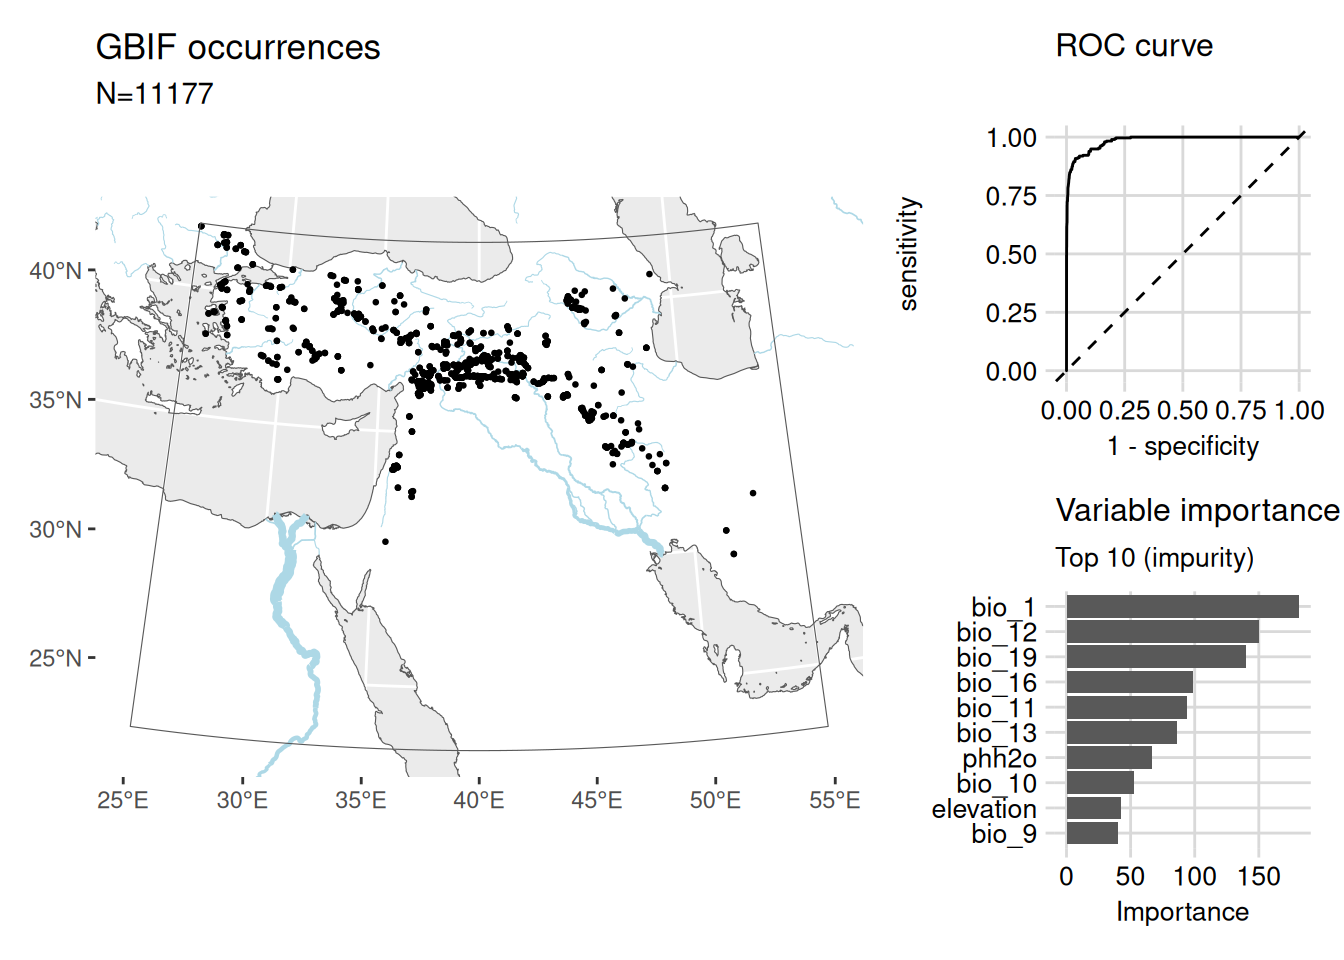 GBIF occurrences
N=11177
40°N
35°N
30°N
25°N
25°E 30°E 35°E 40°E 45°E 50°E 55°E
ROC curve
sensitivity
1.00
0.75
0.50
0.25
0.00
0.00 0.25 0.50 0.75 1.00
1 - specificity
Variable importance
Top 10 (impurity)
bio_1
bio_12
bio_19
bio_16
bio_11
bio_13
phh2o
bio_10
elevation
bio_9
0 50 100 150
Importance